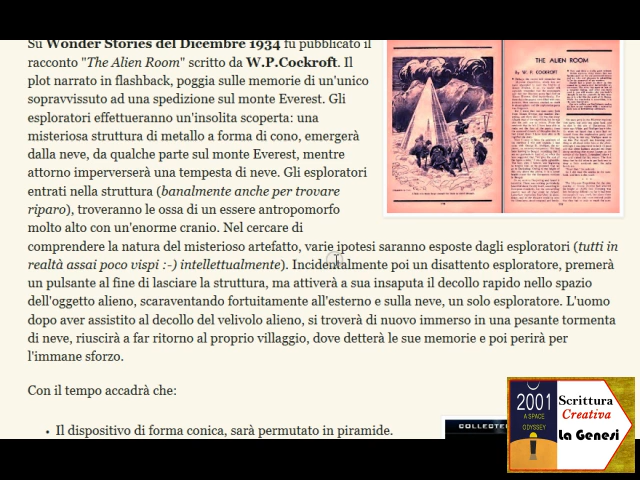 Su Wonder Stories del Dicembre 1934 fu pubblicato il
racconto "The Alien Room" scritto da W.P.Cockroft. Il
plot narrato in flashback, poggia sulle memorie di un'unico
sopravvissuto ad una spedizione sul monte Everest. Gli
esploratori effettueranno un'insolita scoperta: una
misteriosa struttura di metallo a forma di cono, emergerà
dalla neve, da qualche parte sul monte Everest, mentre
attorno imperverserà una tempesta di neve. Gli esploratori
entrati nella struttura (banalmente anche per trovare
riparo), troveranno le ossa di un essere antropomorfo
molto alto con un'enorme cranio. Nel cercare di
comprendere la natura del misterioso artefatto, varie ipotesi saranno esposte dagli esploratori (tutti in
realtà assai poco vispi :-) intellettualmente). Incidentalmente poi un disattento esploratore, premerà
un pulsante al fine di lasciare la struttura, ma attiverà a sua insaputa il decollo rapido nello spazio
dell'oggetto alieno, scaraventando fortuitamente all'esterno e sulla neve, un solo esploratore. L'uomo
dopo aver assistito al decollo del velivolo alieno, si troverà di nuovo immerso in una pesante tormenta
di neve, riuscirà a far ritorno al proprio villaggio, dove detterà le sue memorie e poi perirà per
l'immane sforzo.
Con il tempo accadrà che:
• Il dispositivo di forma conica, sarà permutato in piramide.
THE ALIEN ROOM
By W. P. COCKROFT
COLLECTE
2001
A SPACE
ODYSSEY
Scrittura
Creativa
La Genesi